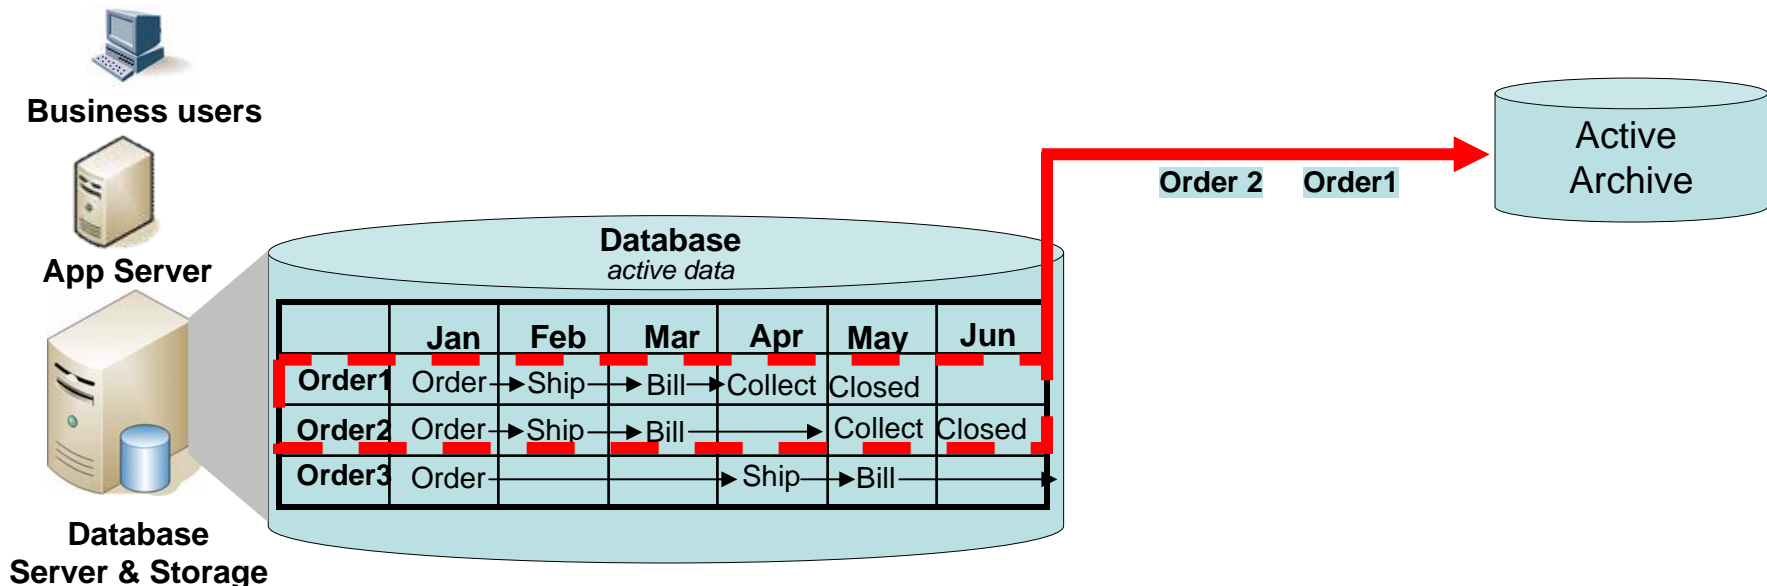 Business users
App Server
Database
Server & Storage
Database
active data
Jan Feb Mar Apr May Jun
Order1 Order Ship Bill Collect Closed
Order2 Order Ship Bill Collect Closed
Order3 Order Ship Bill
Order 2 Order1
Active
Archive